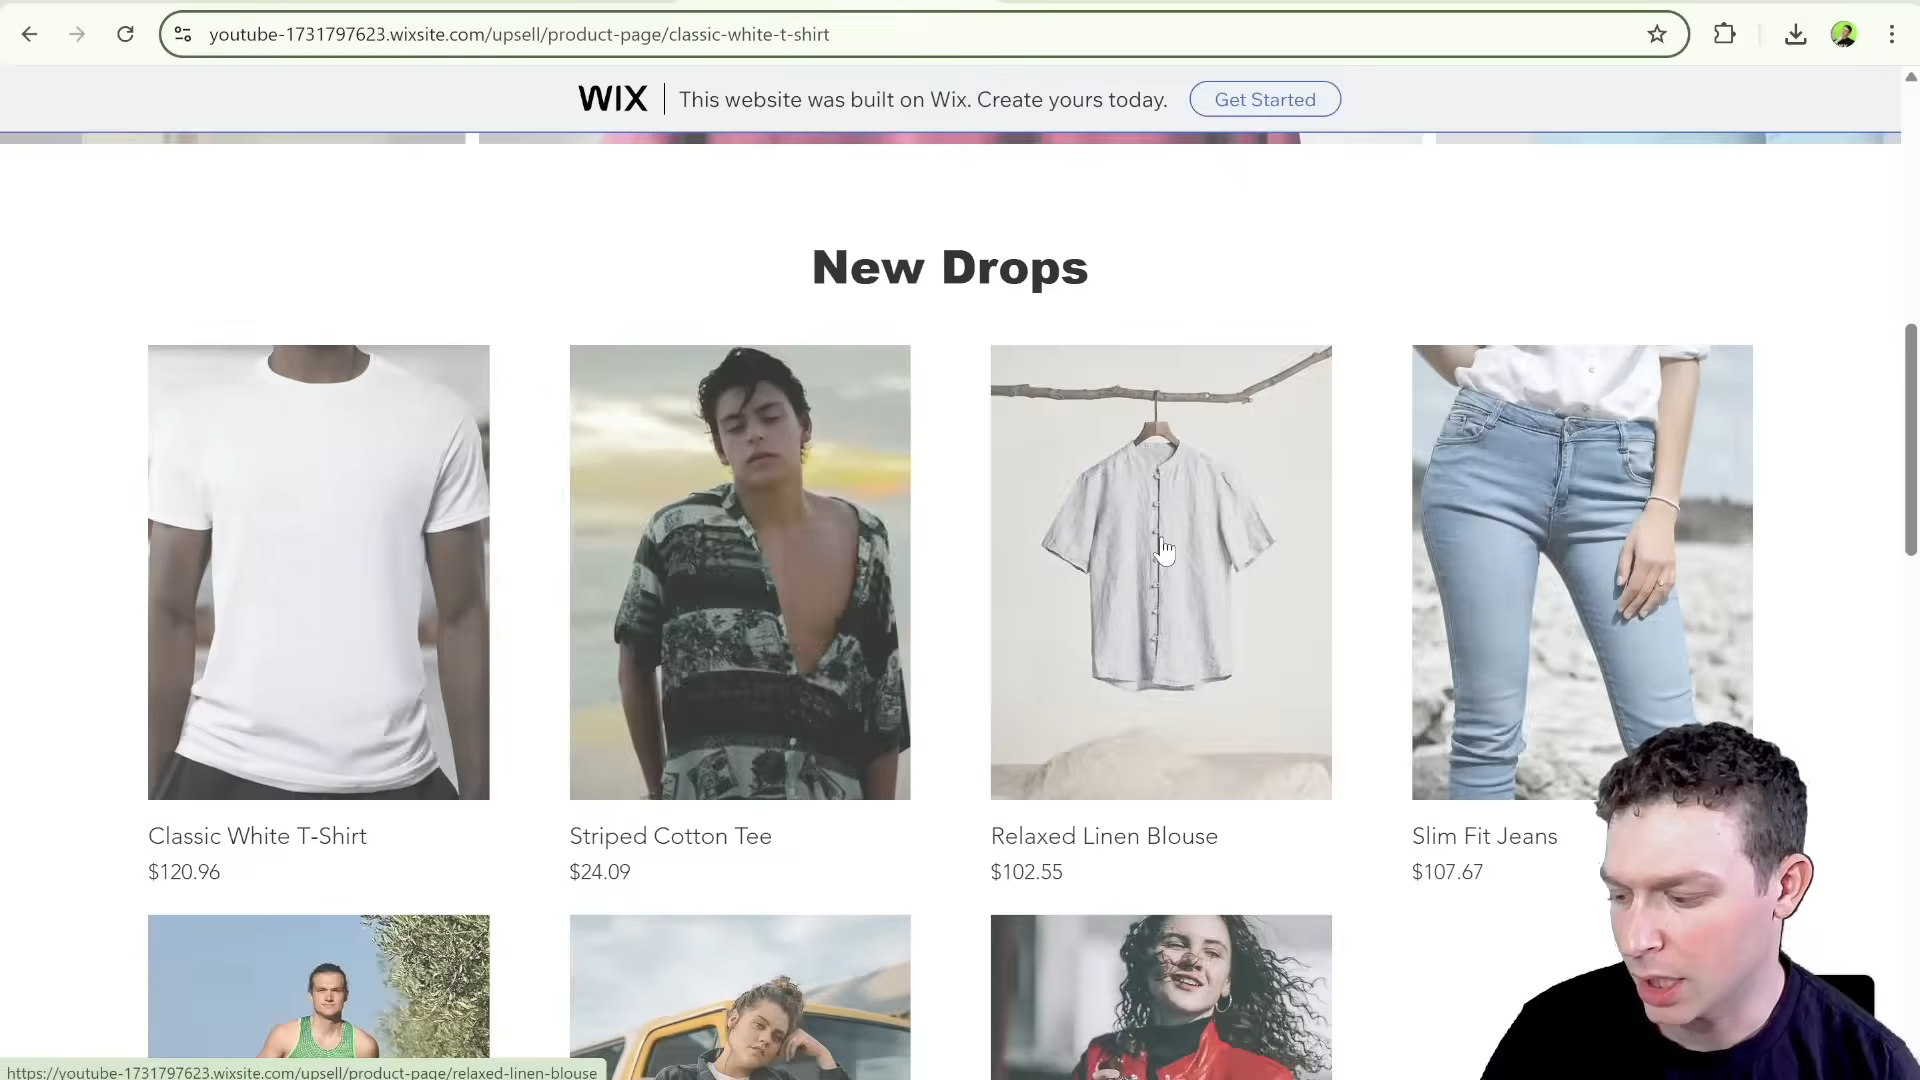 youtube-1731797623.wixsite.com/upsell/product-page/classic-white-t-shirt
WIX | This website was built on Wix. Create yours today. Get Started
New Drops
Classic White T-Shirt
$120.96
Striped Cotton Tee
$24.09
Relaxed Linen Blouse
$102.55
Slim Fit Jeans
$107.67
https://youtube-1731797623.wixsite.com/upsell/product-page/relaxed-linen-blouse